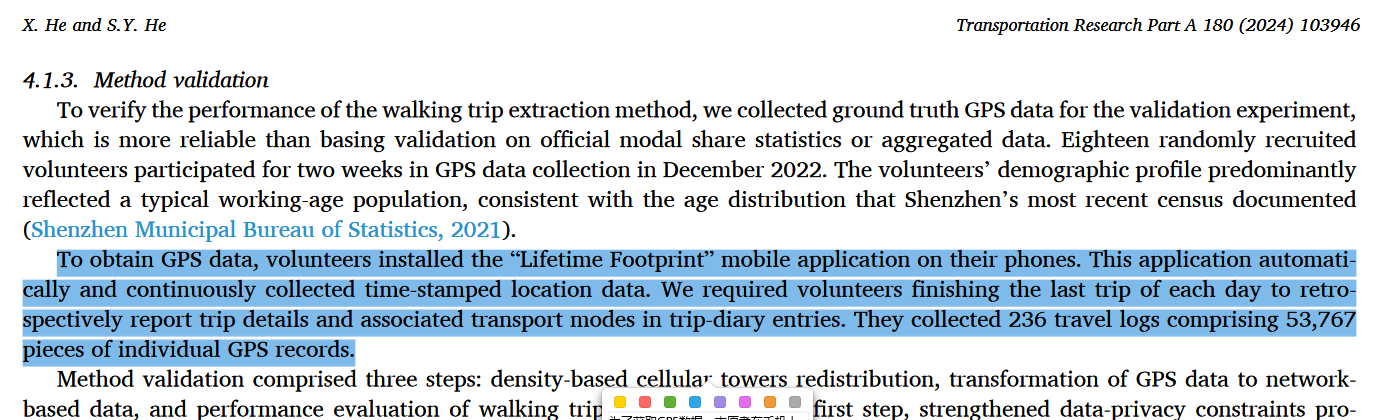 X. He and S.Y. He
Transportation Research Part A 180 (2024) 103946
4.1.3. Method validation
To verify the performance of the walking trip extraction method, we collected ground truth GPS data for the validation experiment,
which is more reliable than basing validation on official modal share statistics or aggregated data. Eighteen randomly recruited
volunteers participated for two weeks in GPS data collection in December 2022. The volunteers’ demographic profile predominantly
reflected a typical working-age population, consistent with the age distribution that Shenzhen’s most recent census documented
(Shenzhen Municipal Bureau of Statistics, 2021).
To obtain GPS data, volunteers installed the “Lifetime Footprint” mobile application on their phones. This application automati-
cally and continuously collected time-stamped location data. We required volunteers finishing the last trip of each day to retro-
spectively report trip details and associated transport modes in trip-diary entries. They collected 236 travel logs comprising 53,767
pieces of individual GPS records.
Method validation comprised three steps: density-based cellular towers redistribution, transformation of GPS data to network-
based data, and performance evaluation of walking trip first step, strengthened data-privacy constraints pro-